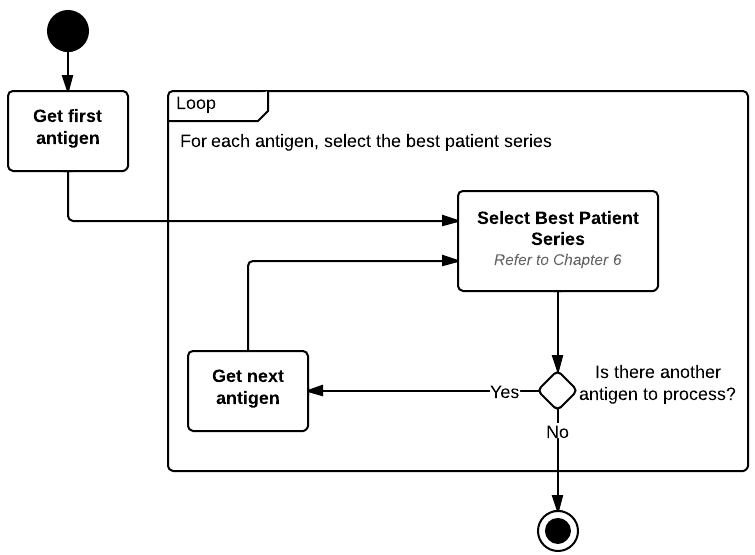 Get first
antigen
Loop
For each antigen, select the best patient series
Select Best Patient
Series
Refer to Chapter 6
Get next
antigen
Yes
Is there another
antigen to process?
No